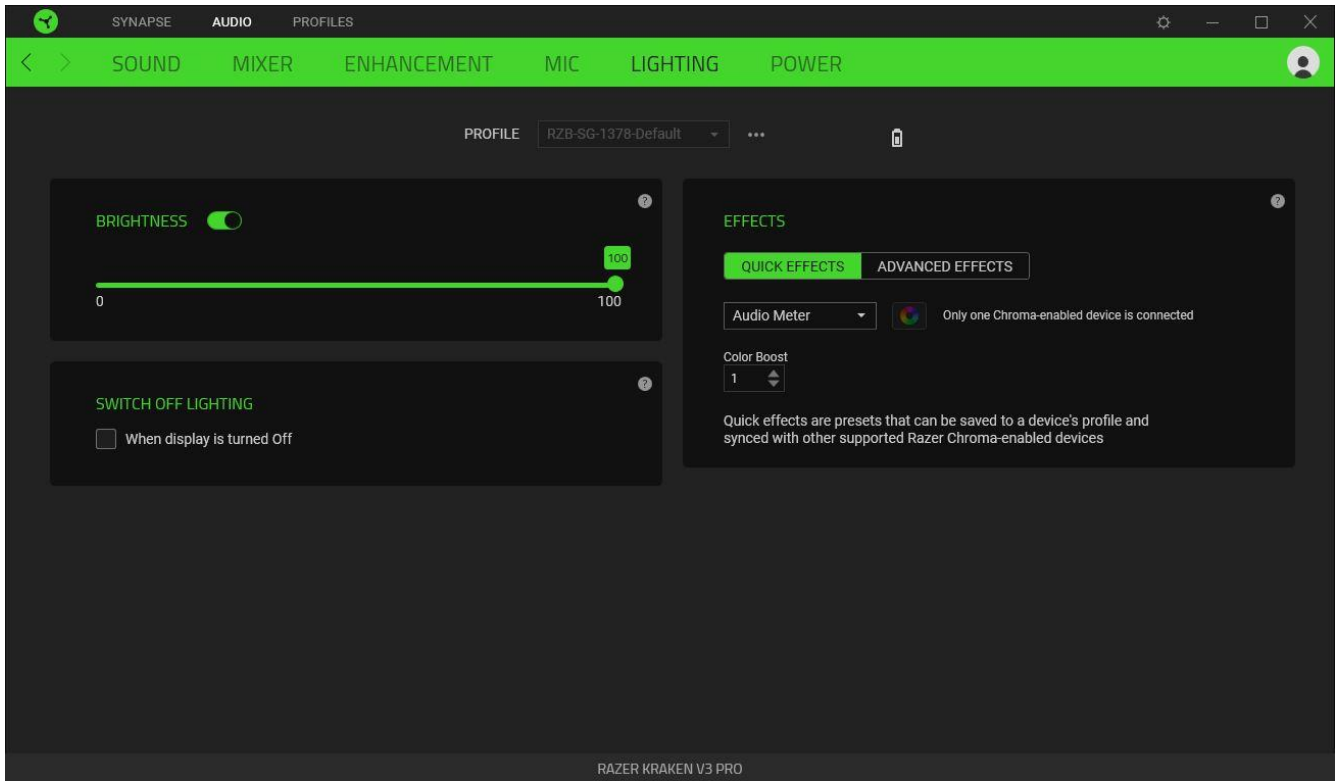 SYNAPSE AUDIO PROFILES
SOUND MIXER ENHANCEMENT MIC LIGHTING POWER
PROFILE RZB-SG-1378-Default
BRIGHTNESS
100
0 100
SWITCH OFF LIGHTING
When display is turned Off
EFFECTS
QUICK EFFECTS ADVANCED EFFECTS
Audio Meter Only one Chroma-enabled device is connected
Color Boost
1
Quick effects are presets that can be saved to a device's profile and
synced with other supported Razer Chroma-enabled devices
RAZER KRAKEN V3 PRO